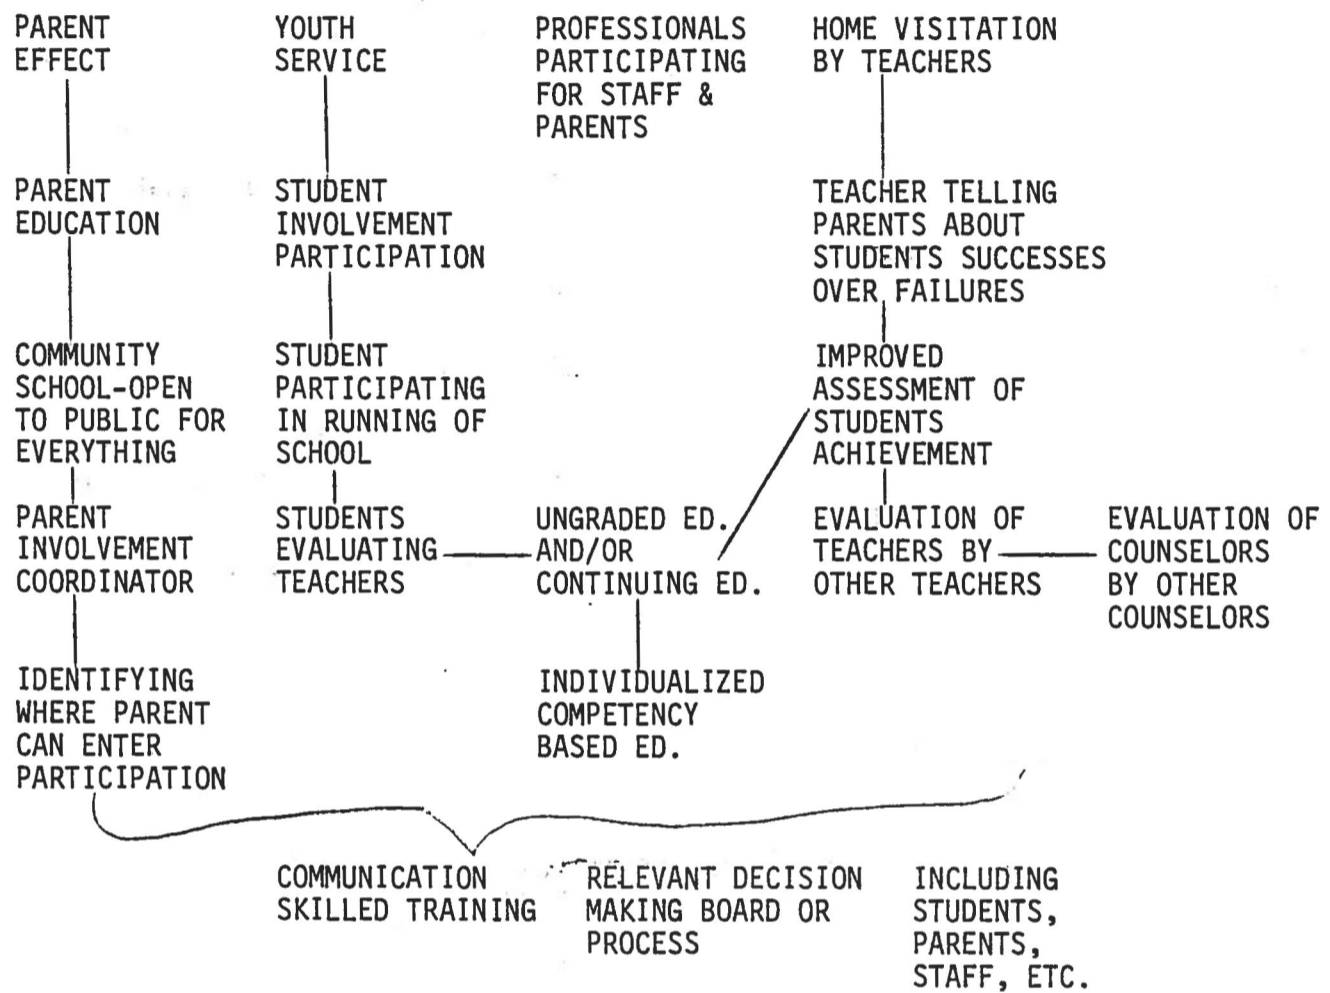 PARENT
EFFECT
YOUTH
SERVICE
PROFESSIONALS
PARTICIPATING
FOR STAFF &
PARENTS
HOME VISITATION
BY TEACHERS
PARENT
EDUCATION
STUDENT
INVOLVEMENT
PARTICIPATION
TEACHER TELLING
PARENTS ABOUT
STUDENTS SUCCESSES
OVER FAILURES
COMMUNITY
SCHOOL-OPEN
TO PUBLIC FOR
EVERYTHING
STUDENT
PARTICIPATING
IN RUNNING OF
SCHOOL
IMPROVED
ASSESSMENT OF
STUDENTS
ACHIEVEMENT
PARENT
INVOLVEMENT
COORDINATOR
STUDENTS
EVALUATING
TEACHERS
UNGRADED ED.
AND/OR
CONTINUING ED.
EVALUATION OF
TEACHERS BY
OTHER TEACHERS
EVALUATION OF
COUNSELORS
BY OTHER
COUNSELORS
IDENTIFYING
WHERE PARENT
CAN ENTER
PARTICIPATION
INDIVIDUALIZED
COMPETENCY
BASED ED.
COMMUNICATION
SKILLED TRAINING
RELEVANT DECISION
MAKING BOARD OR
PROCESS
INCLUDING
STUDENTS,
PARENTS,
STAFF, ETC.